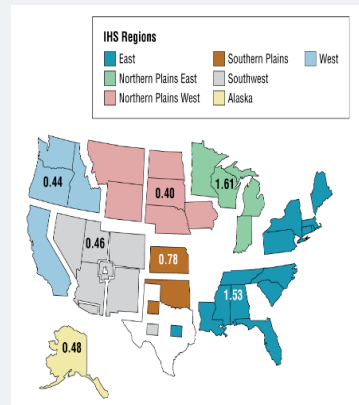 IHS Regions
East
Southern Plains
West
Northern Plains East
Southwest
Northern Plains West
Alaska
0.44
0.40
1.61
0.46
0.78
1.53
0.48